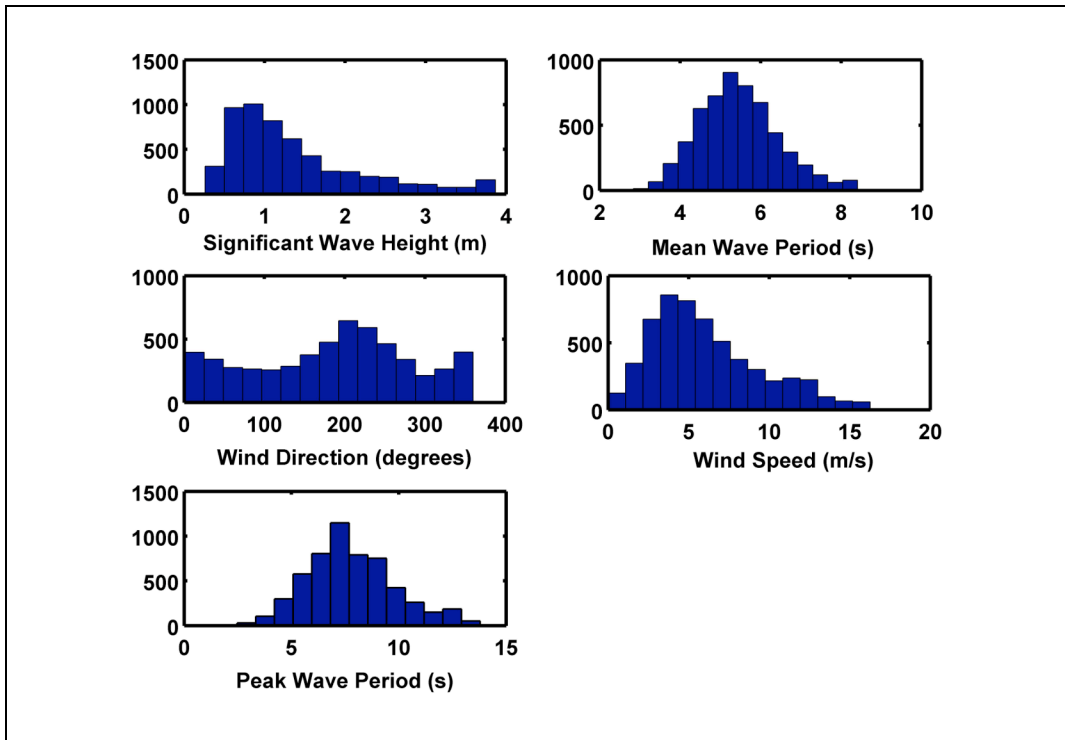 1500
1000
500
0
0 1 2 3 4
Significant Wave Height (m)
1000
500
0
2 4 6 8 10
Mean Wave Period (s)
1000
500
0
0 100 200 300 400
Wind Direction (degrees)
1000
500
0
0 5 10 15 20
Wind Speed (m/s)
1500
1000
500
0
0 5 10 15
Peak Wave Period (s)